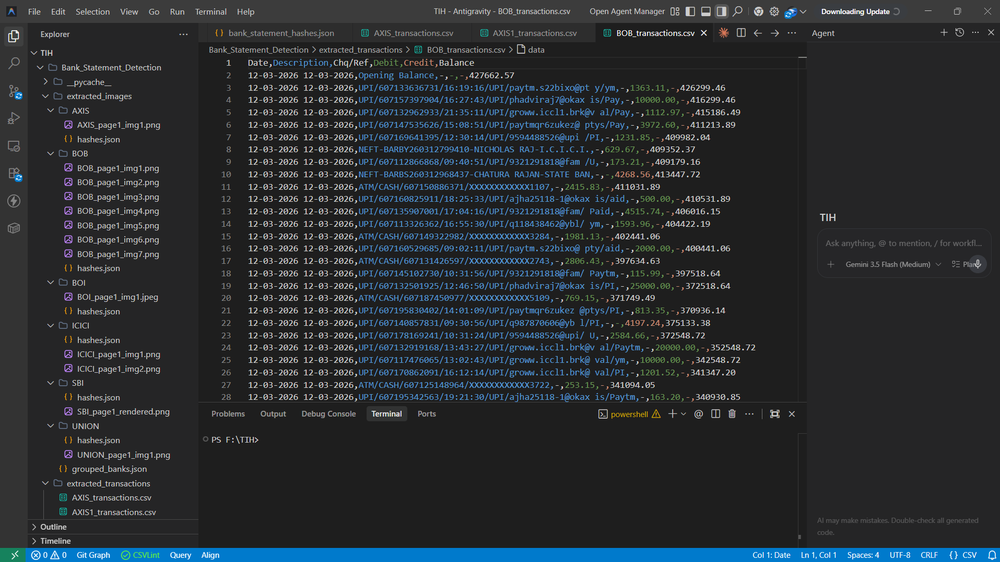 File Edit Selection View Go Run Terminal Help
TIH - Antigravity - BOB_transactions.csv
Open Agent Manager
Downloading Update
Explorer
TIH
Bank_Statement_Detection
__pycache__
extracted_images
AXIS
AXIS_page1_img1.png
hashes.json
BOB
BOB_page1_img1.png
BOB_page1_img2.png
BOB_page1_img3.png
BOB_page1_img4.png
BOB_page1_img5.png
BOB_page1_img6.png
BOB_page1_img7.png
hashes.json
BOI
BOI_page1_img1.jpeg
hashes.json
ICICI
hashes.json
ICICI_page1_img1.png
ICICI_page1_img2.png
SBI
hashes.json
SBI_page1_rendered.png
UNION
hashes.json
UNION_page1_img1.png
grouped_banks.json
extracted_transactions
AXIS_transactions.csv
AXIS1_transactions.csv
Outline
Timeline
bank_statement_hashes.json AXIS_transactions.csv AXIS1_transactions.csv BOB_transactions.csv
Bank_Statement_Detection > extracted_transactions > BOB_transactions.csv > data
1 Date,Description,Chq/Ref,Debit,Credit,Balance
2 12-03-2026 12-03-2026,Opening Balance,-,-,-,427662.57
3 12-03-2026 12-03-2026,UPI/607133636731/16:19:16/UPI/paytm.s22bixo@pt y/ym,-,1363.11,-,426299.46
4 12-03-2026 12-03-2026,UPI/607157397904/16:27:43/UPI/phadviraj7@okax is/Pay,-,10000.00,-,416299.46
5 12-03-2026 12-03-2026,UPI/607132962933/21:35:11/UPI/groww.iccl1.brk@v al/Pay,-,1112.97,-,415186.49
6 12-03-2026 12-03-2026,UPI/607147535626/15:08:51/UPI/paytmqr6zukez@ ptys/Pay,-,3972.60,-,411213.89
7 12-03-2026 12-03-2026,UPI/607169641395/12:30:14/UPI/9594488526@upi /PI,-,1231.85,-,409982.04
8 12-03-2026 12-03-2026,NEFT-BARBY260312799410-NICHOLAS RAJ-I.C.I.C.I.,-,629.67,-,409352.37
9 12-03-2026 12-03-2026,UPI/607112866868/09:40:51/UPI/9321291818@fam /U,-,173.21,-,409179.16
10 12-03-2026 12-03-2026,NEFT-BARBS260312968437-CHATURA RAJAN-STATE BAN,-,-,4268.56,413447.72
11 12-03-2026 12-03-2026,ATM/CASH/607150886371/XXXXXXXXXXXX1107,-,2415.83,-,411031.89
12 12-03-2026 12-03-2026,UPI/607160825911/18:25:33/UPI/ajha25118-1@okax is/aid,-,500.00,-,410531.89
13 12-03-2026 12-03-2026,UPI/607135907001/17:04:16/UPI/9321291818@fam/ Paid,-,4515.74,-,406016.15
14 12-03-2026 12-03-2026,UPI/607113326362/16:55:30/UPI/q118438462@ybl/ ym,-,1593.96,-,404422.19
15 12-03-2026 12-03-2026,ATM/CASH/607149322982/XXXXXXXXXXXX3284,-,1981.13,-,402441.06
16 12-03-2026 12-03-2026,UPI/607160529685/09:02:11/UPI/paytm.s22bixo@ pty/aid,-,2000.00,-,400441.06
17 12-03-2026 12-03-2026,ATM/CASH/607131426597/XXXXXXXXXXXX2743,-,2806.43,-,397634.63
18 12-03-2026 12-03-2026,UPI/607145102730/10:31:56/UPI/9321291818@fam/ Paytm,-,115.99,-,397518.64
19 12-03-2026 12-03-2026,UPI/607132501925/12:46:50/UPI/phadviraj7@okax is/PI,-,25000.00,-,372518.64
20 12-03-2026 12-03-2026,ATM/CASH/607187450977/XXXXXXXXXXXX5109,-,769.15,-,371749.49
21 12-03-2026 12-03-2026,UPI/607195830402/14:01:09/UPI/paytmqr6zukez @ptys/PI,-,813.35,-,370936.14
22 12-03-2026 12-03-2026,UPI/607140857831/09:30:56/UPI/q987870606@yb l/PI,-,-,4197.24,375133.38
23 12-03-2026 12-03-2026,UPI/607178169241/10:31:24/UPI/9594488526@upi/ U,-,2584.66,-,372548.72
24 12-03-2026 12-03-2026,UPI/607132919168/13:43:27/UPI/groww.iccl1.brk@v al/Paytm,-,20000.00,-,352548.72
25 12-03-2026 12-03-2026,UPI/607117476065/13:02:43/UPI/groww.iccl1.brk@ val/ym,-,10000.00,-,342548.72
26 12-03-2026 12-03-2026,UPI/607170862091/16:12:14/UPI/groww.iccl1.brk@ val/PI,-,1201.52,-,341347.20
27 12-03-2026 12-03-2026,ATM/CASH/607125148964/XXXXXXXXXXXX3722,-,253.15,-,341094.05
28 12-03-2026 12-03-2026,UPI/607195342563/19:21:30/UPI/ajha25118-1@okax is/Paytm,-,163.20,-,340930.85
Problems Output Debug Console Terminal Ports
powershell
PS F:\TIH>
Agent
TIH
Ask anything, @ to mention, / for workfl...
Gemini 3.5 Flash (Medium)
AI may make mistakes. Double-check all generated
code.
0 0 Git Graph CSVLint Query Align
Col 1: Date Ln 1, Col 1 Spaces: 4 UTF-8 CRLF {} CSV